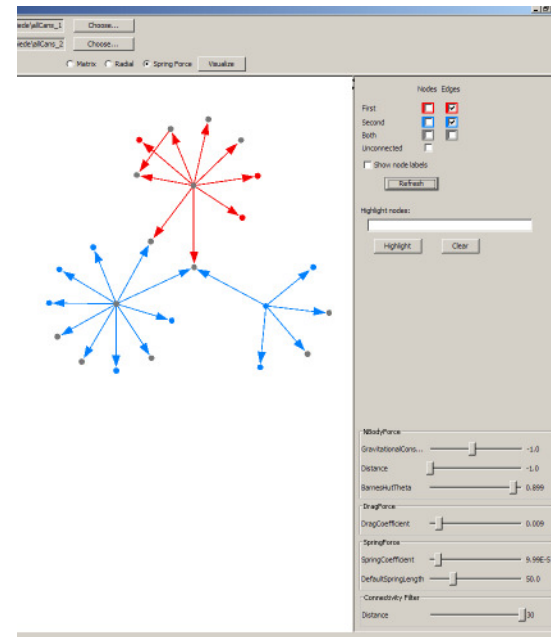 vede\allCans_1 Choose...
vede\allCans_2 Choose...
Matrix Radial Spring Force Visualize
Nodes Edges
First
Second
Both
Unconnected
Show node labels
Refresh
Highlight nodes:
Highlight Clear
NBodyForce
GravitationalCons... -1.0
Distance -1.0
BarnesHutTheta 0.899
DragForce
DragCoefficient 0.009
SpringForce
SpringCoefficient 9.99E-5
DefaultSpringLength 50.0
Connectivity Filter
Distance 30